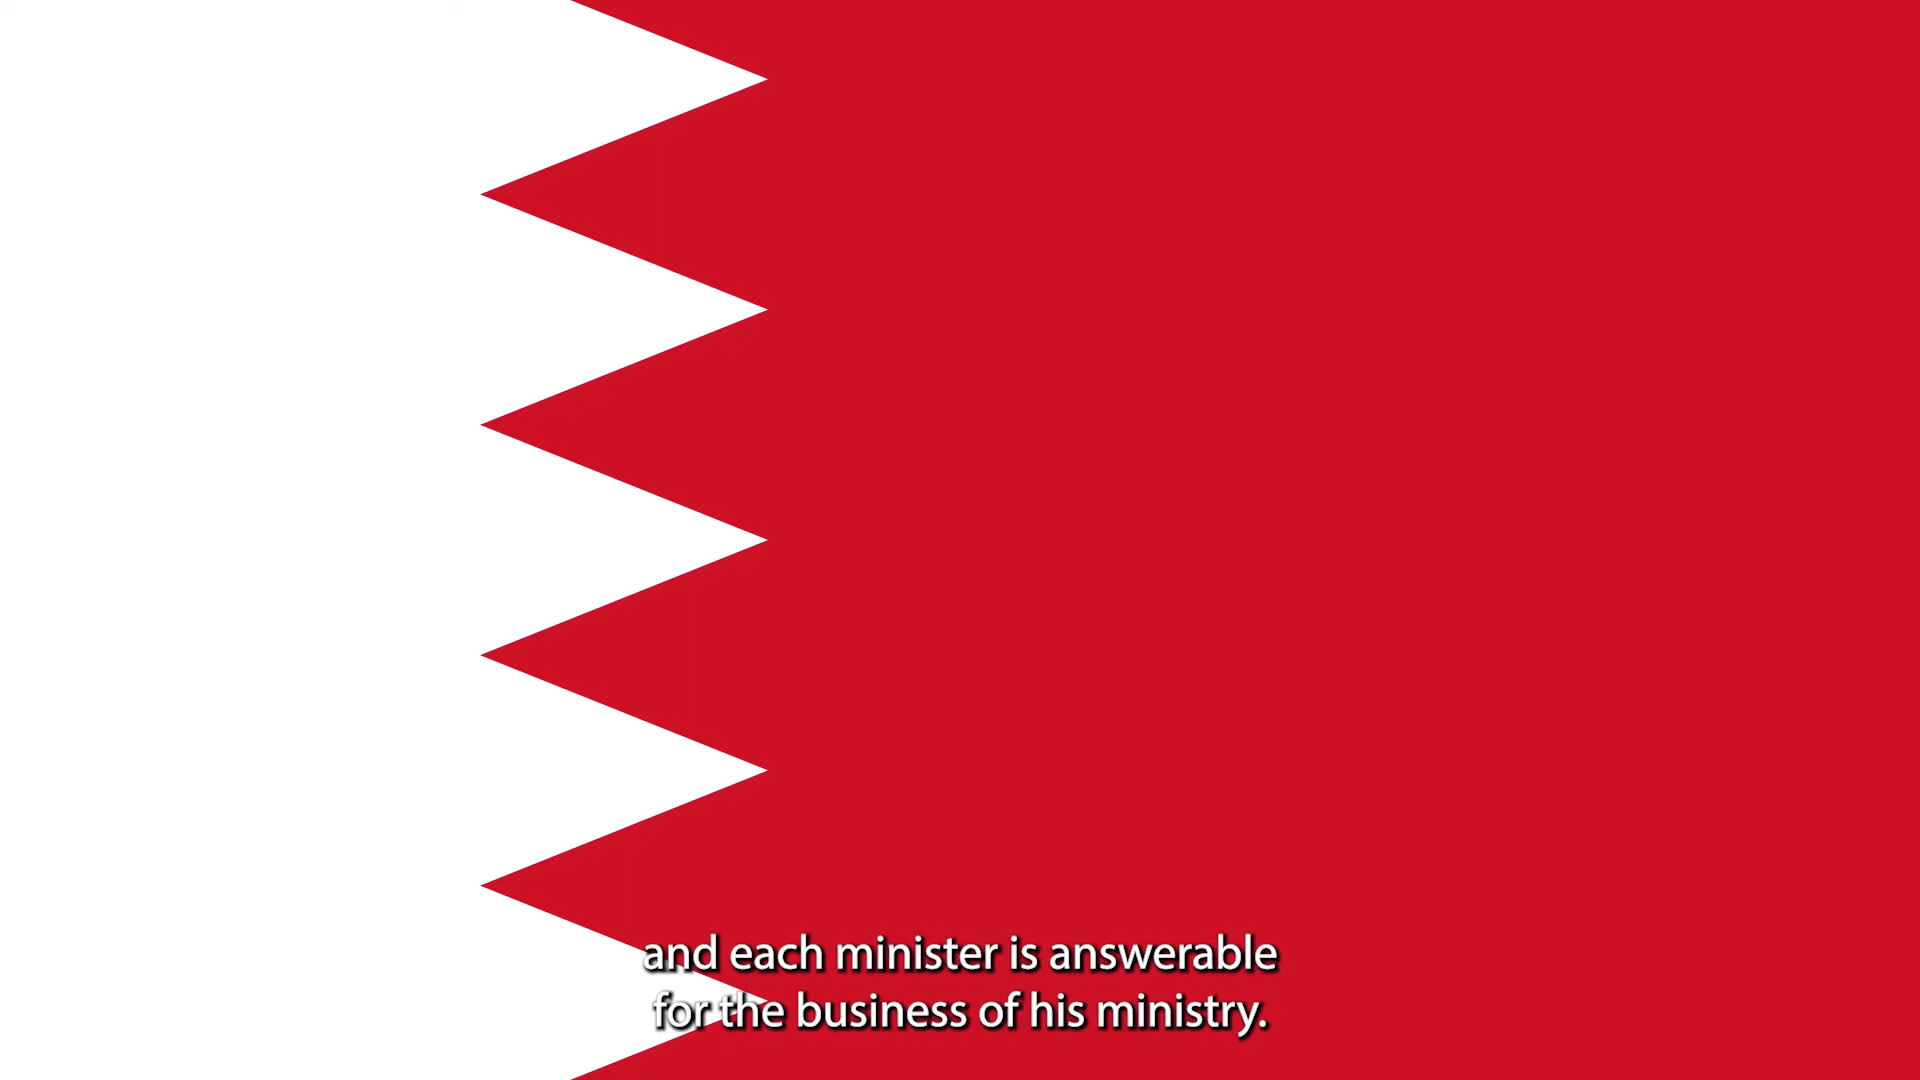 and each minister is answerable
for the business of his ministry.